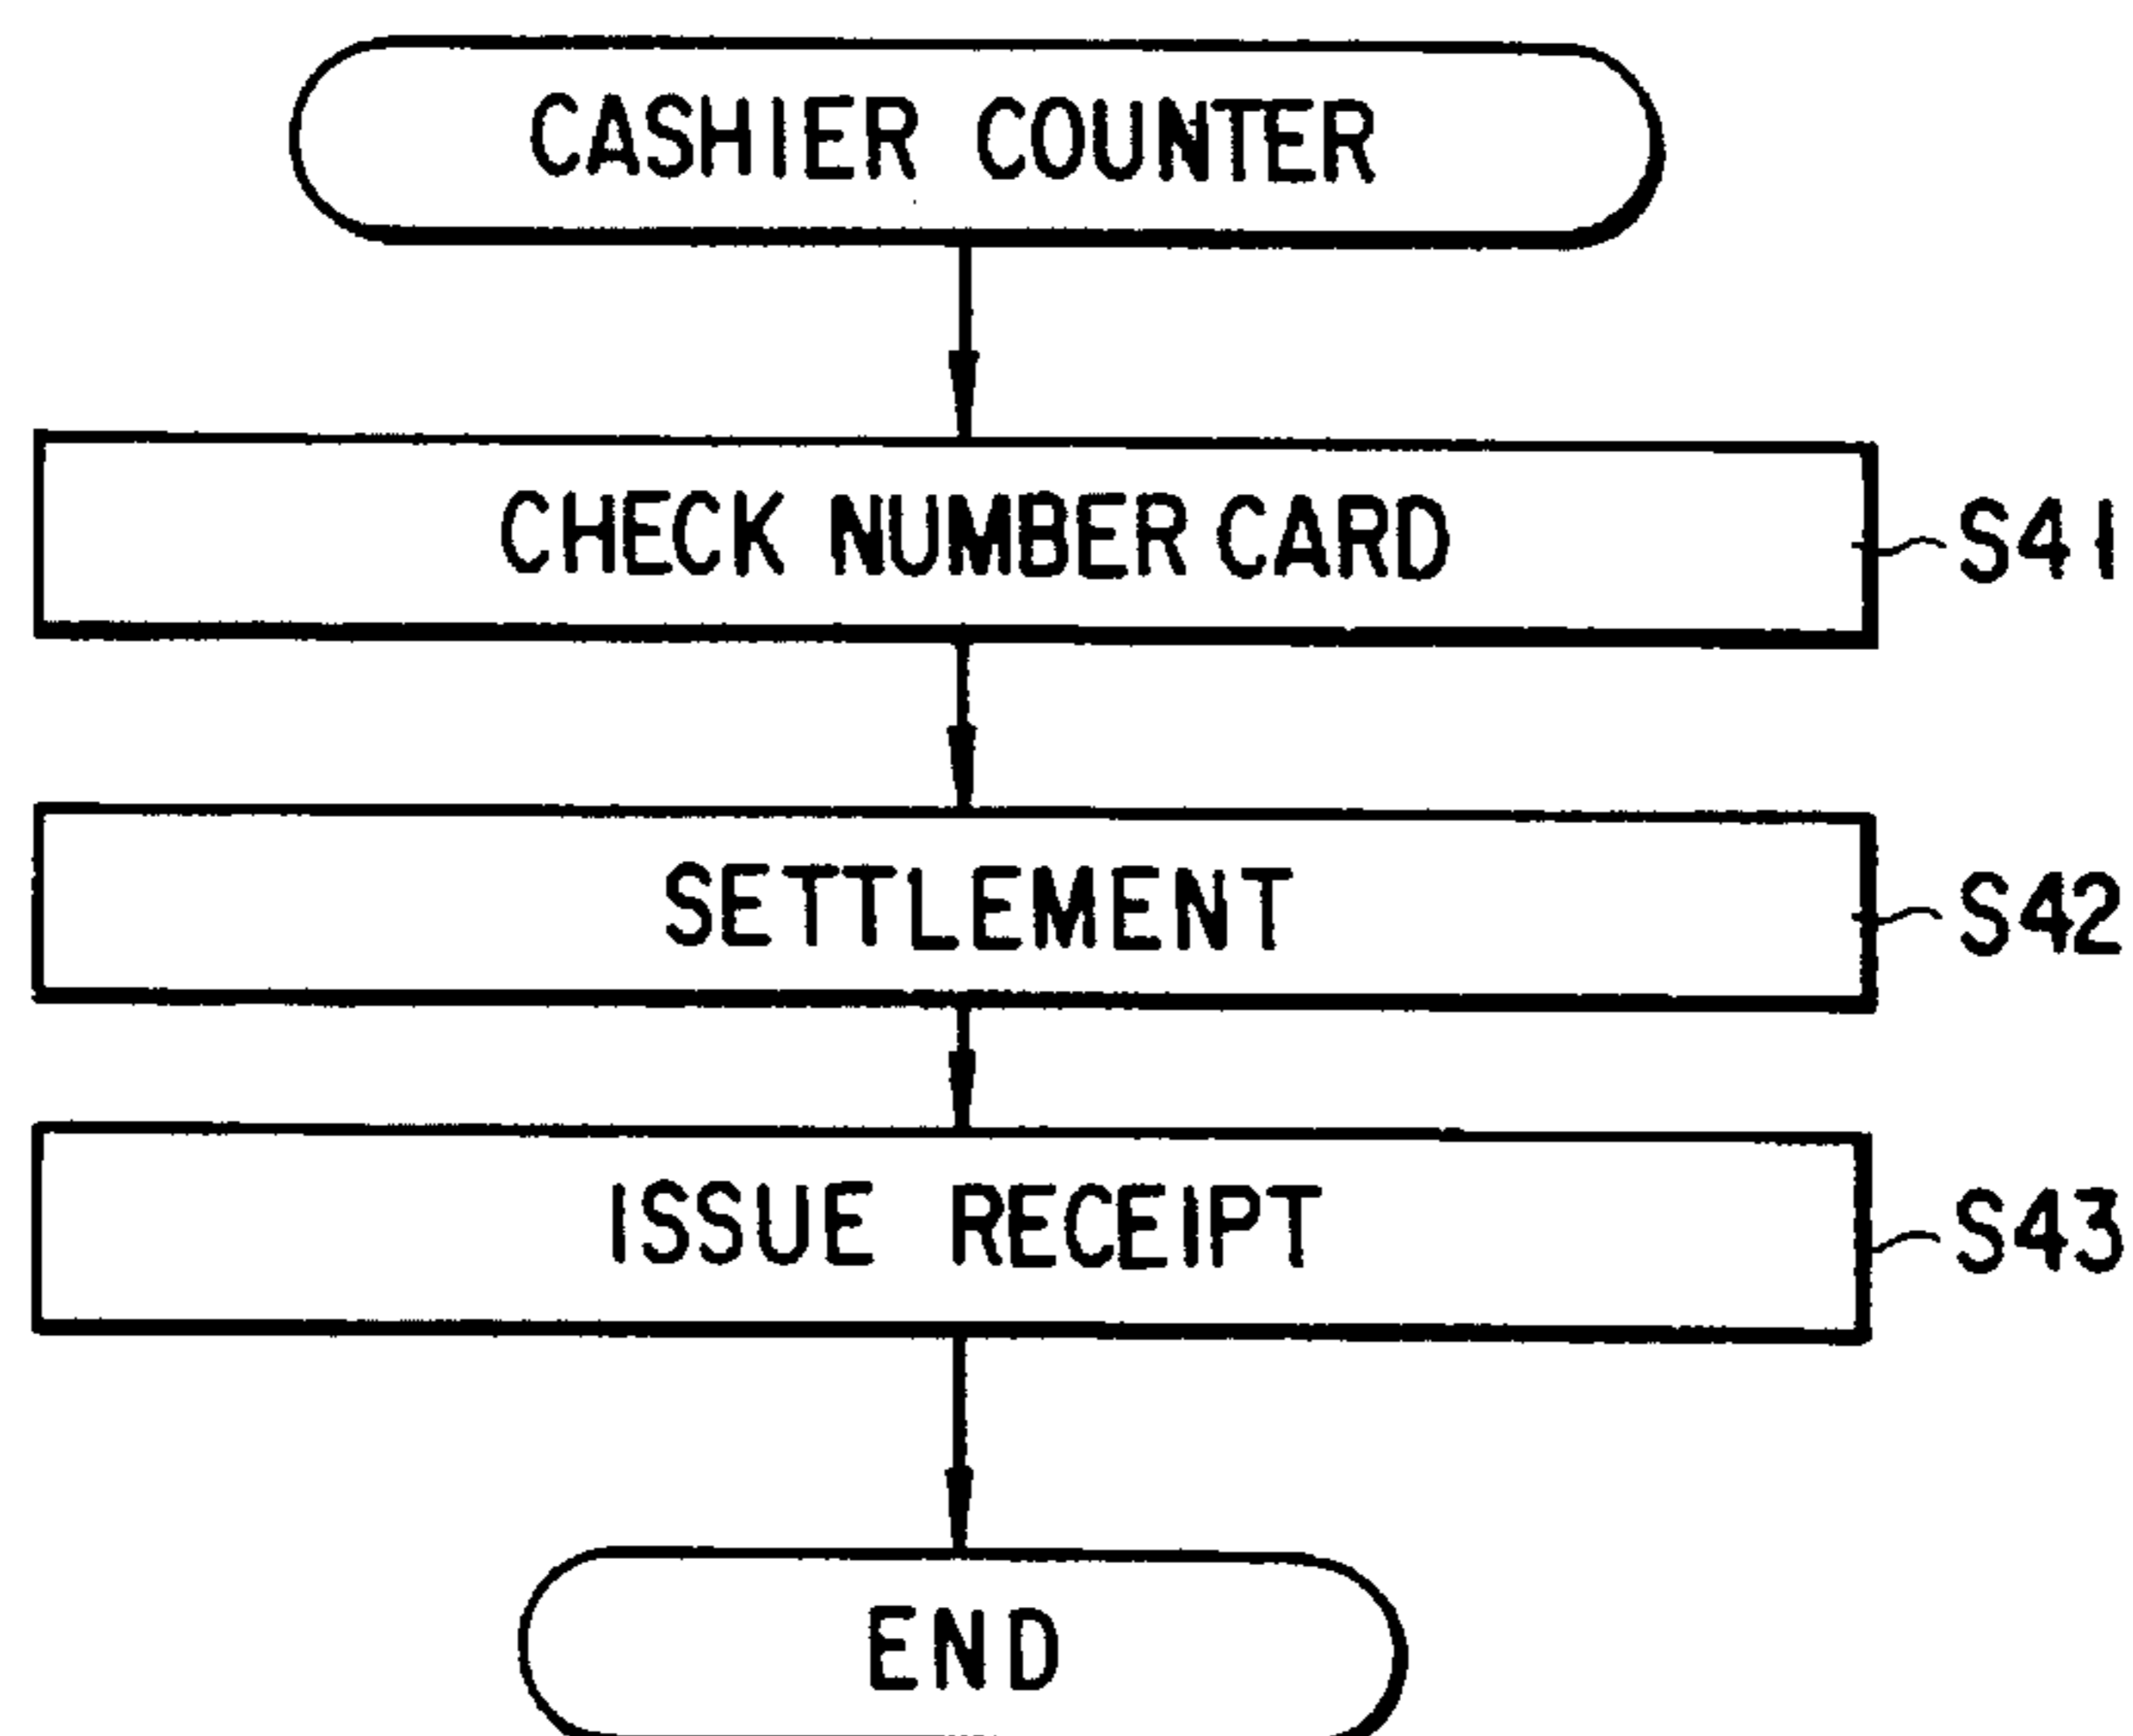 CASHIER COUNTER
CHECK NUMBER CARD
S41
SETTLEMENT
S42
ISSUE RECEIPT
S43
END